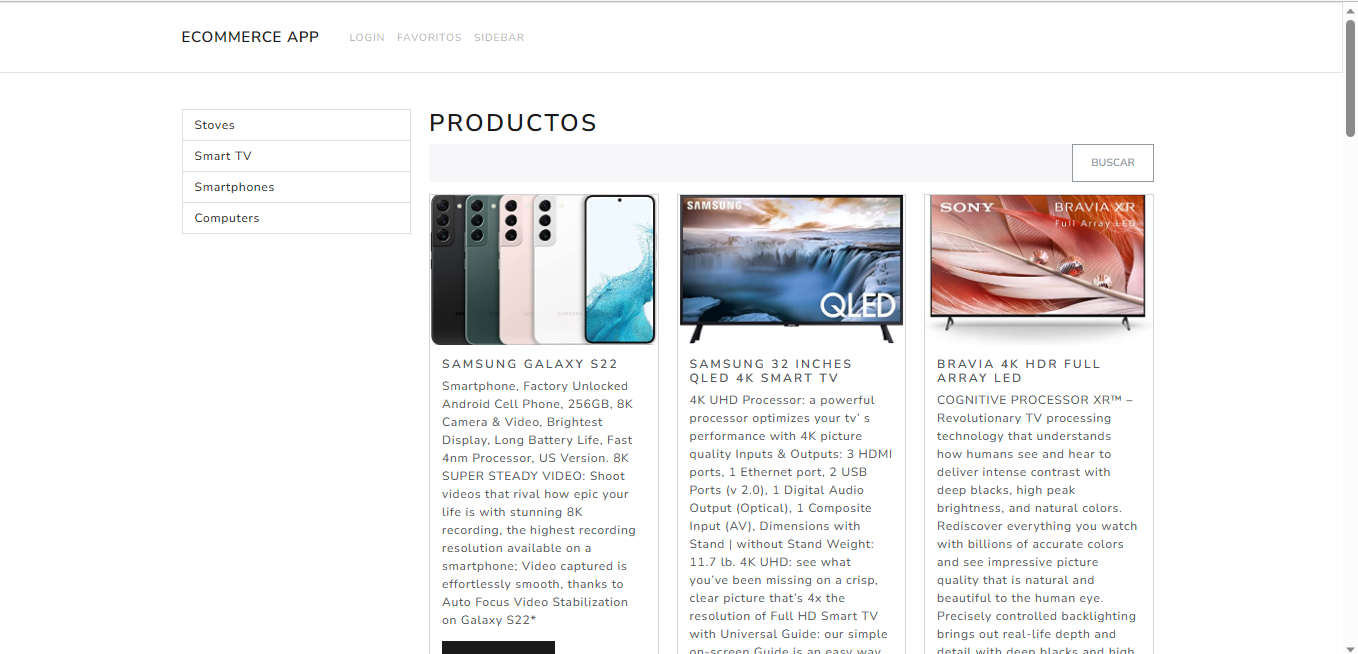 ECOMMERCE APP LOGIN FAVORITOS SIDEBAR
Stoves
Smart TV
Smartphones
Computers
PRODUCTOS
BUSCAR
SAMSUNG GALAXY S22
Smartphone, Factory Unlocked
Android Cell Phone, 256GB, 8K
Camera & Video, Brightest
Display, Long Battery Life, Fast
4nm Processor, US Version. 8K
SUPER STEADY VIDEO: Shoot
videos that rival how epic your
life is with stunning 8K
recording, the highest recording
resolution available on a
smartphone; Video captured is
effortlessly smooth, thanks to
Auto Focus Video Stabilization
on Galaxy S22*
SAMSUNG
QLED
SAMSUNG 32 INCHES
QLED 4K SMART TV
4K UHD Processor: a powerful
processor optimizes your tv’ s
performance with 4K picture
quality Inputs & Outputs: 3 HDMI
ports, 1 Ethernet port, 2 USB
Ports (v 2.0), 1 Digital Audio
Output (Optical), 1 Composite
Input (AV), Dimensions with
Stand | without Stand Weight:
11.7 lb. 4K UHD: see what
you’ve been missing on a crisp,
clear picture that’s 4x the
resolution of Full HD Smart TV
with Universal Guide: our simple
on-screen Guide is an easy way
SONY BRAVIA XR
Full Array LED
BRAVIA 4K HDR FULL
ARRAY LED
COGNITIVE PROCESSOR XR™ –
Revolutionary TV processing
technology that understands
how humans see and hear to
deliver intense contrast with
deep blacks, high peak
brightness, and natural colors.
Rediscover everything you watch
with billions of accurate colors
and see impressive picture
quality that is natural and
beautiful to the human eye.
Precisely controlled backlighting
brings out real-life depth and
detail with deep blacks and high